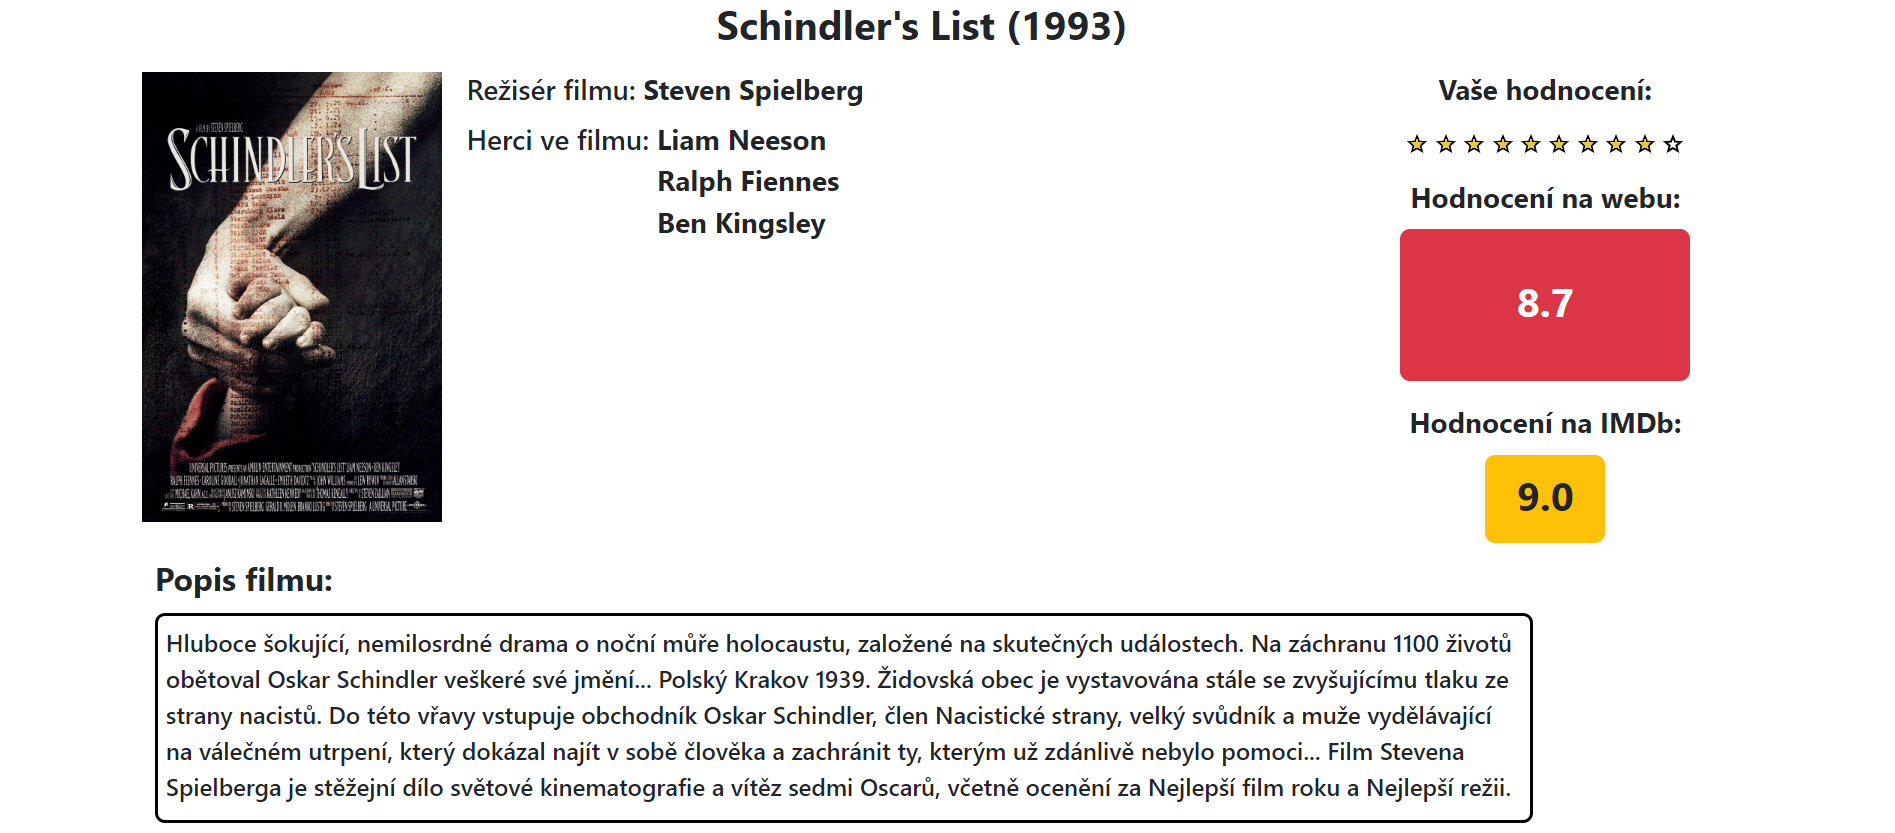 Schindler's List (1993)
A FILM BY STEVEN SPIELBERG
SCHINDLER'S LIST
Režisér filmu: Steven Spielberg
Herci ve filmu: Liam Neeson
Ralph Fiennes
Ben Kingsley
Vaše hodnocení:
Hodnocení na webu:
8.7
Hodnocení na IMDb:
9.0
Popis filmu:
Hluboce šokující, nemilosrdné drama o noční můře holocaustu, založené na skutečných událostech. Na záchranu 1100 životů
obětoval Oskar Schindler veškeré své jmění... Polský Krakov 1939. Židovská obec je vystavována stále se zvyšujícímu tlaku ze
strany nacistů. Do této vřavy vstupuje obchodník Oskar Schindler, člen Nacistické strany, velký svůdník a muže vydělávající
na válečném utrpení, který dokázal najít v sobě člověka a zachránit ty, kterým už zdánlivě nebylo pomoci... Film Stevena
Spielberga je stěžejní dílo světové kinematografie a vítěz sedmi Oscarů, včetně ocenění za Nejlepší film roku a Nejlepší režii.